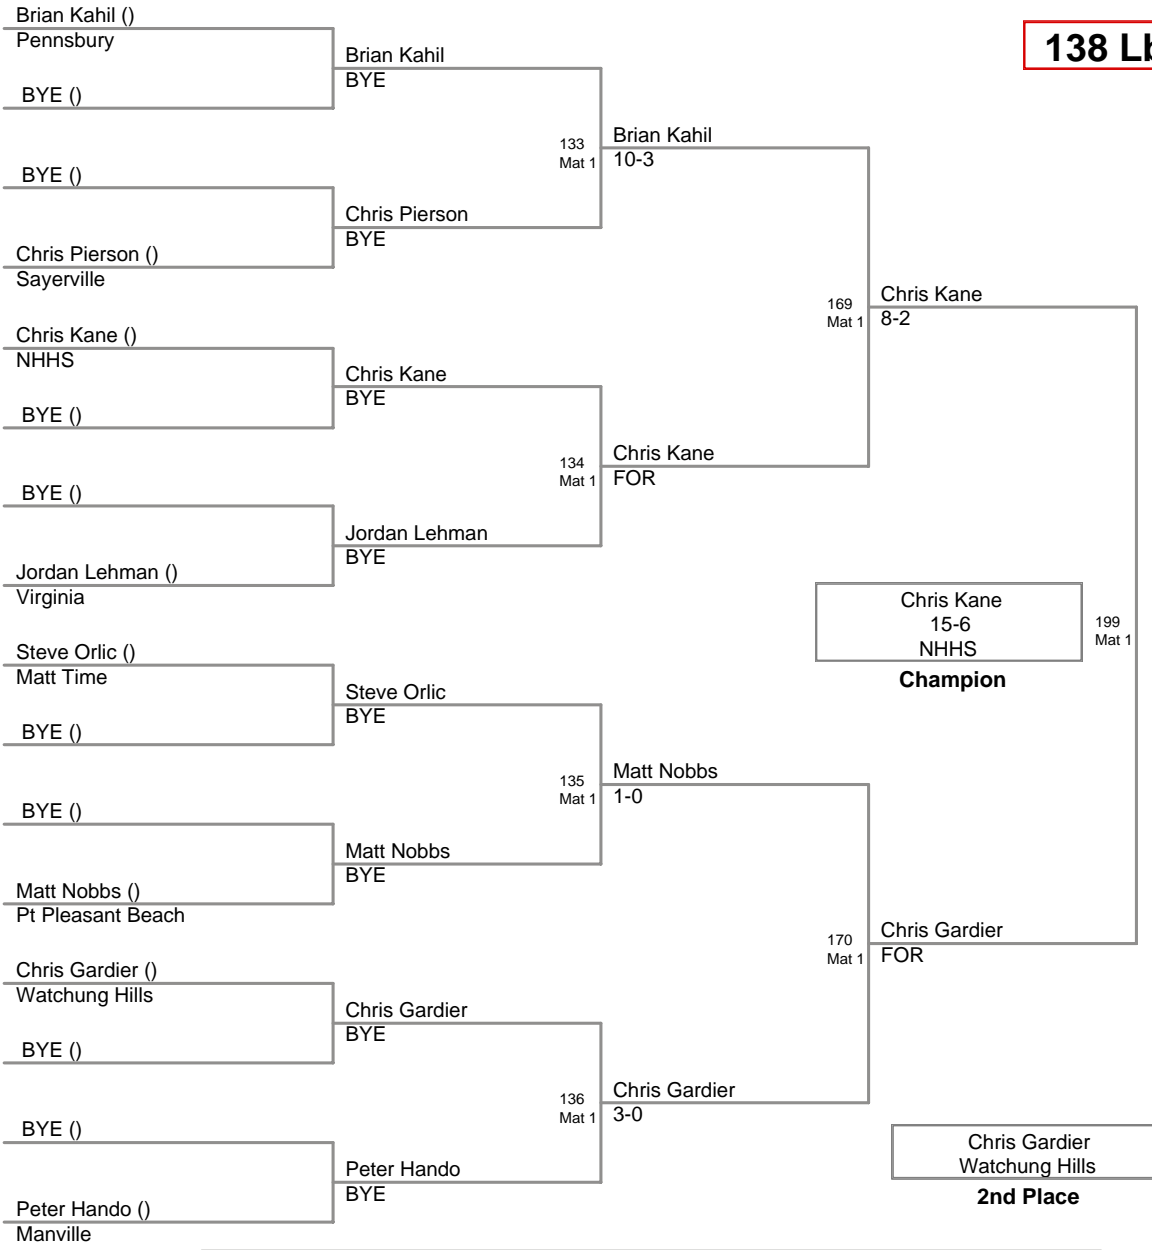 Brian Kahil ()
Pennsbury
BYE ()
BYE ()
Chris Pierson ()
Sayerville
Chris Kane ()
NHHS
BYE ()
BYE ()
Jordan Lehman ()
Virginia
Steve Orlic ()
Matt Time
BYE ()
BYE ()
Matt Nobbs ()
Pt Pleasant Beach
Chris Gardier ()
Watchung Hills
BYE ()
BYE ()
Peter Hando ()
Manville
Brian Kahil
BYE
Chris Pierson
BYE
Chris Kane
BYE
Jordan Lehman
BYE
Steve Orlic
BYE
Matt Nobbs
BYE
Chris Gardier
BYE
Peter Hando
BYE
133
Mat 1
Brian Kahil
10-3
134
Mat 1
Chris Kane
FOR
135
Mat 1
Matt Nobbs
1-0
136
Mat 1
Chris Gardier
3-0
169
Mat 1
Chris Kane
8-2
170
Mat 1
Chris Gardier
FOR
138 Lb
Chris Kane
15-6
NHHS
Champion
199
Mat 1
Chris Gardier
Watchung Hills
2nd Place